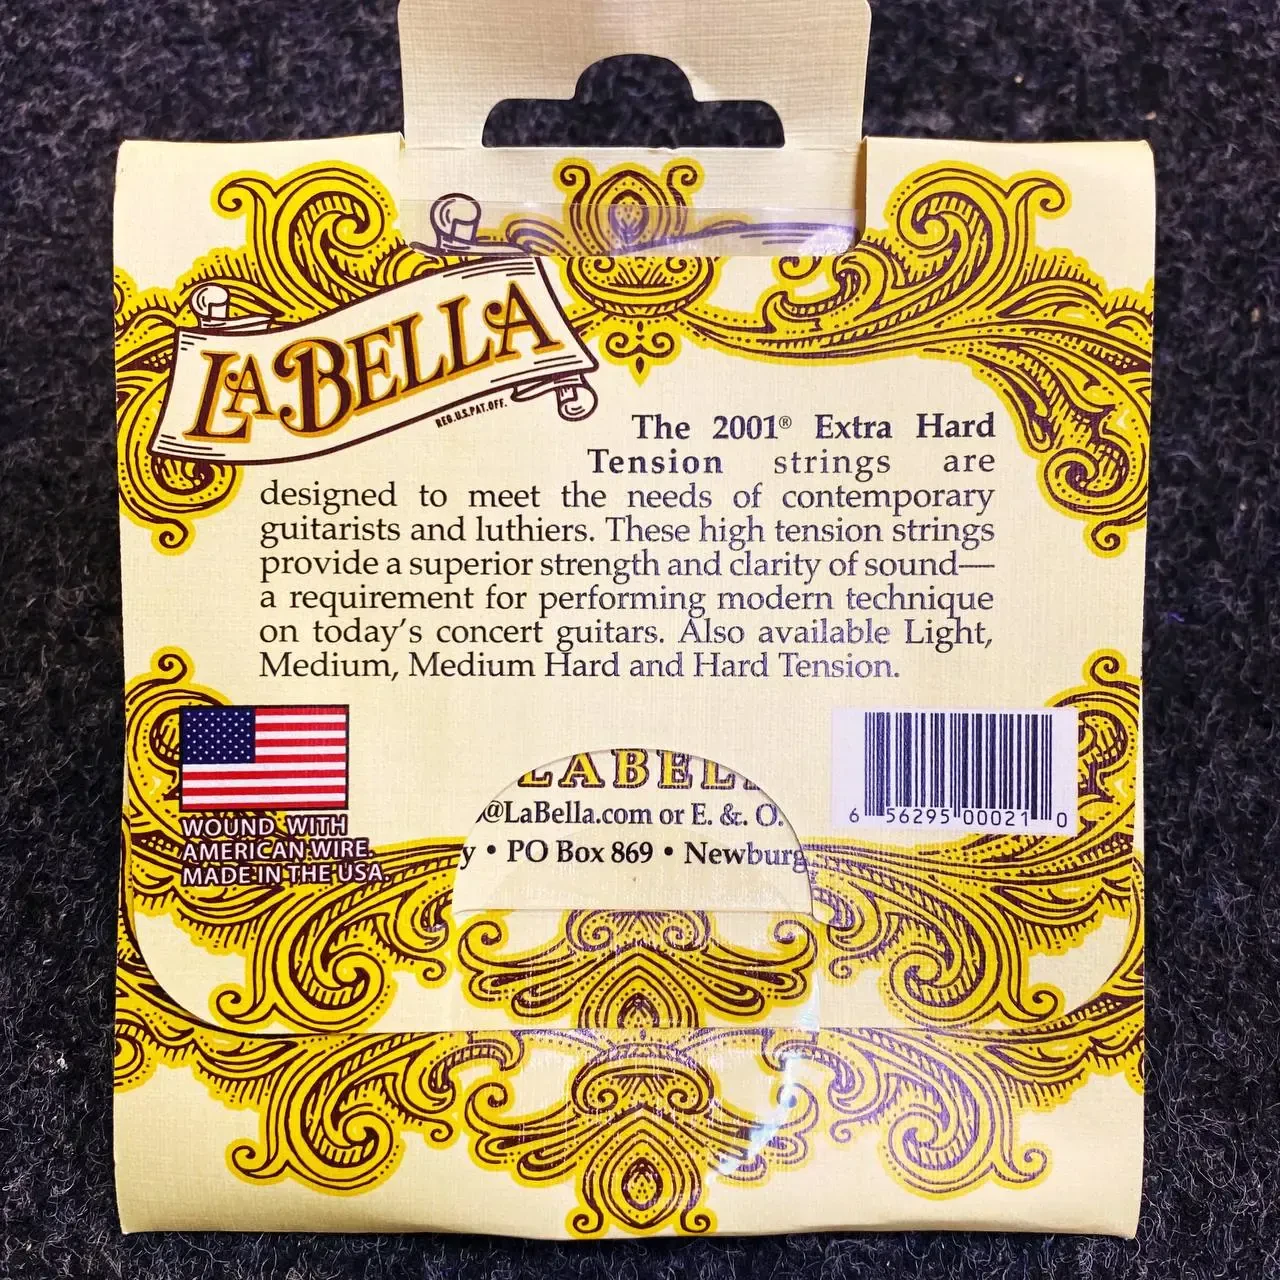 LA BELLA
REG.U.S.PAT.OFF.
The 2001® Extra Hard
Tension strings are
designed to meet the needs of contemporary
guitarists and luthiers. These high tension strings
provide a superior strength and clarity of sound—
a requirement for performing modern technique
on today's concert guitars. Also available Light,
Medium, Medium Hard and Hard Tension.
WOUND WITH
AMERICAN WIRE.
MADE IN THE USA.
LABEL
@LaBella.com or E. & O.
y • PO Box 869 • Newburg
6 56295 00021 0